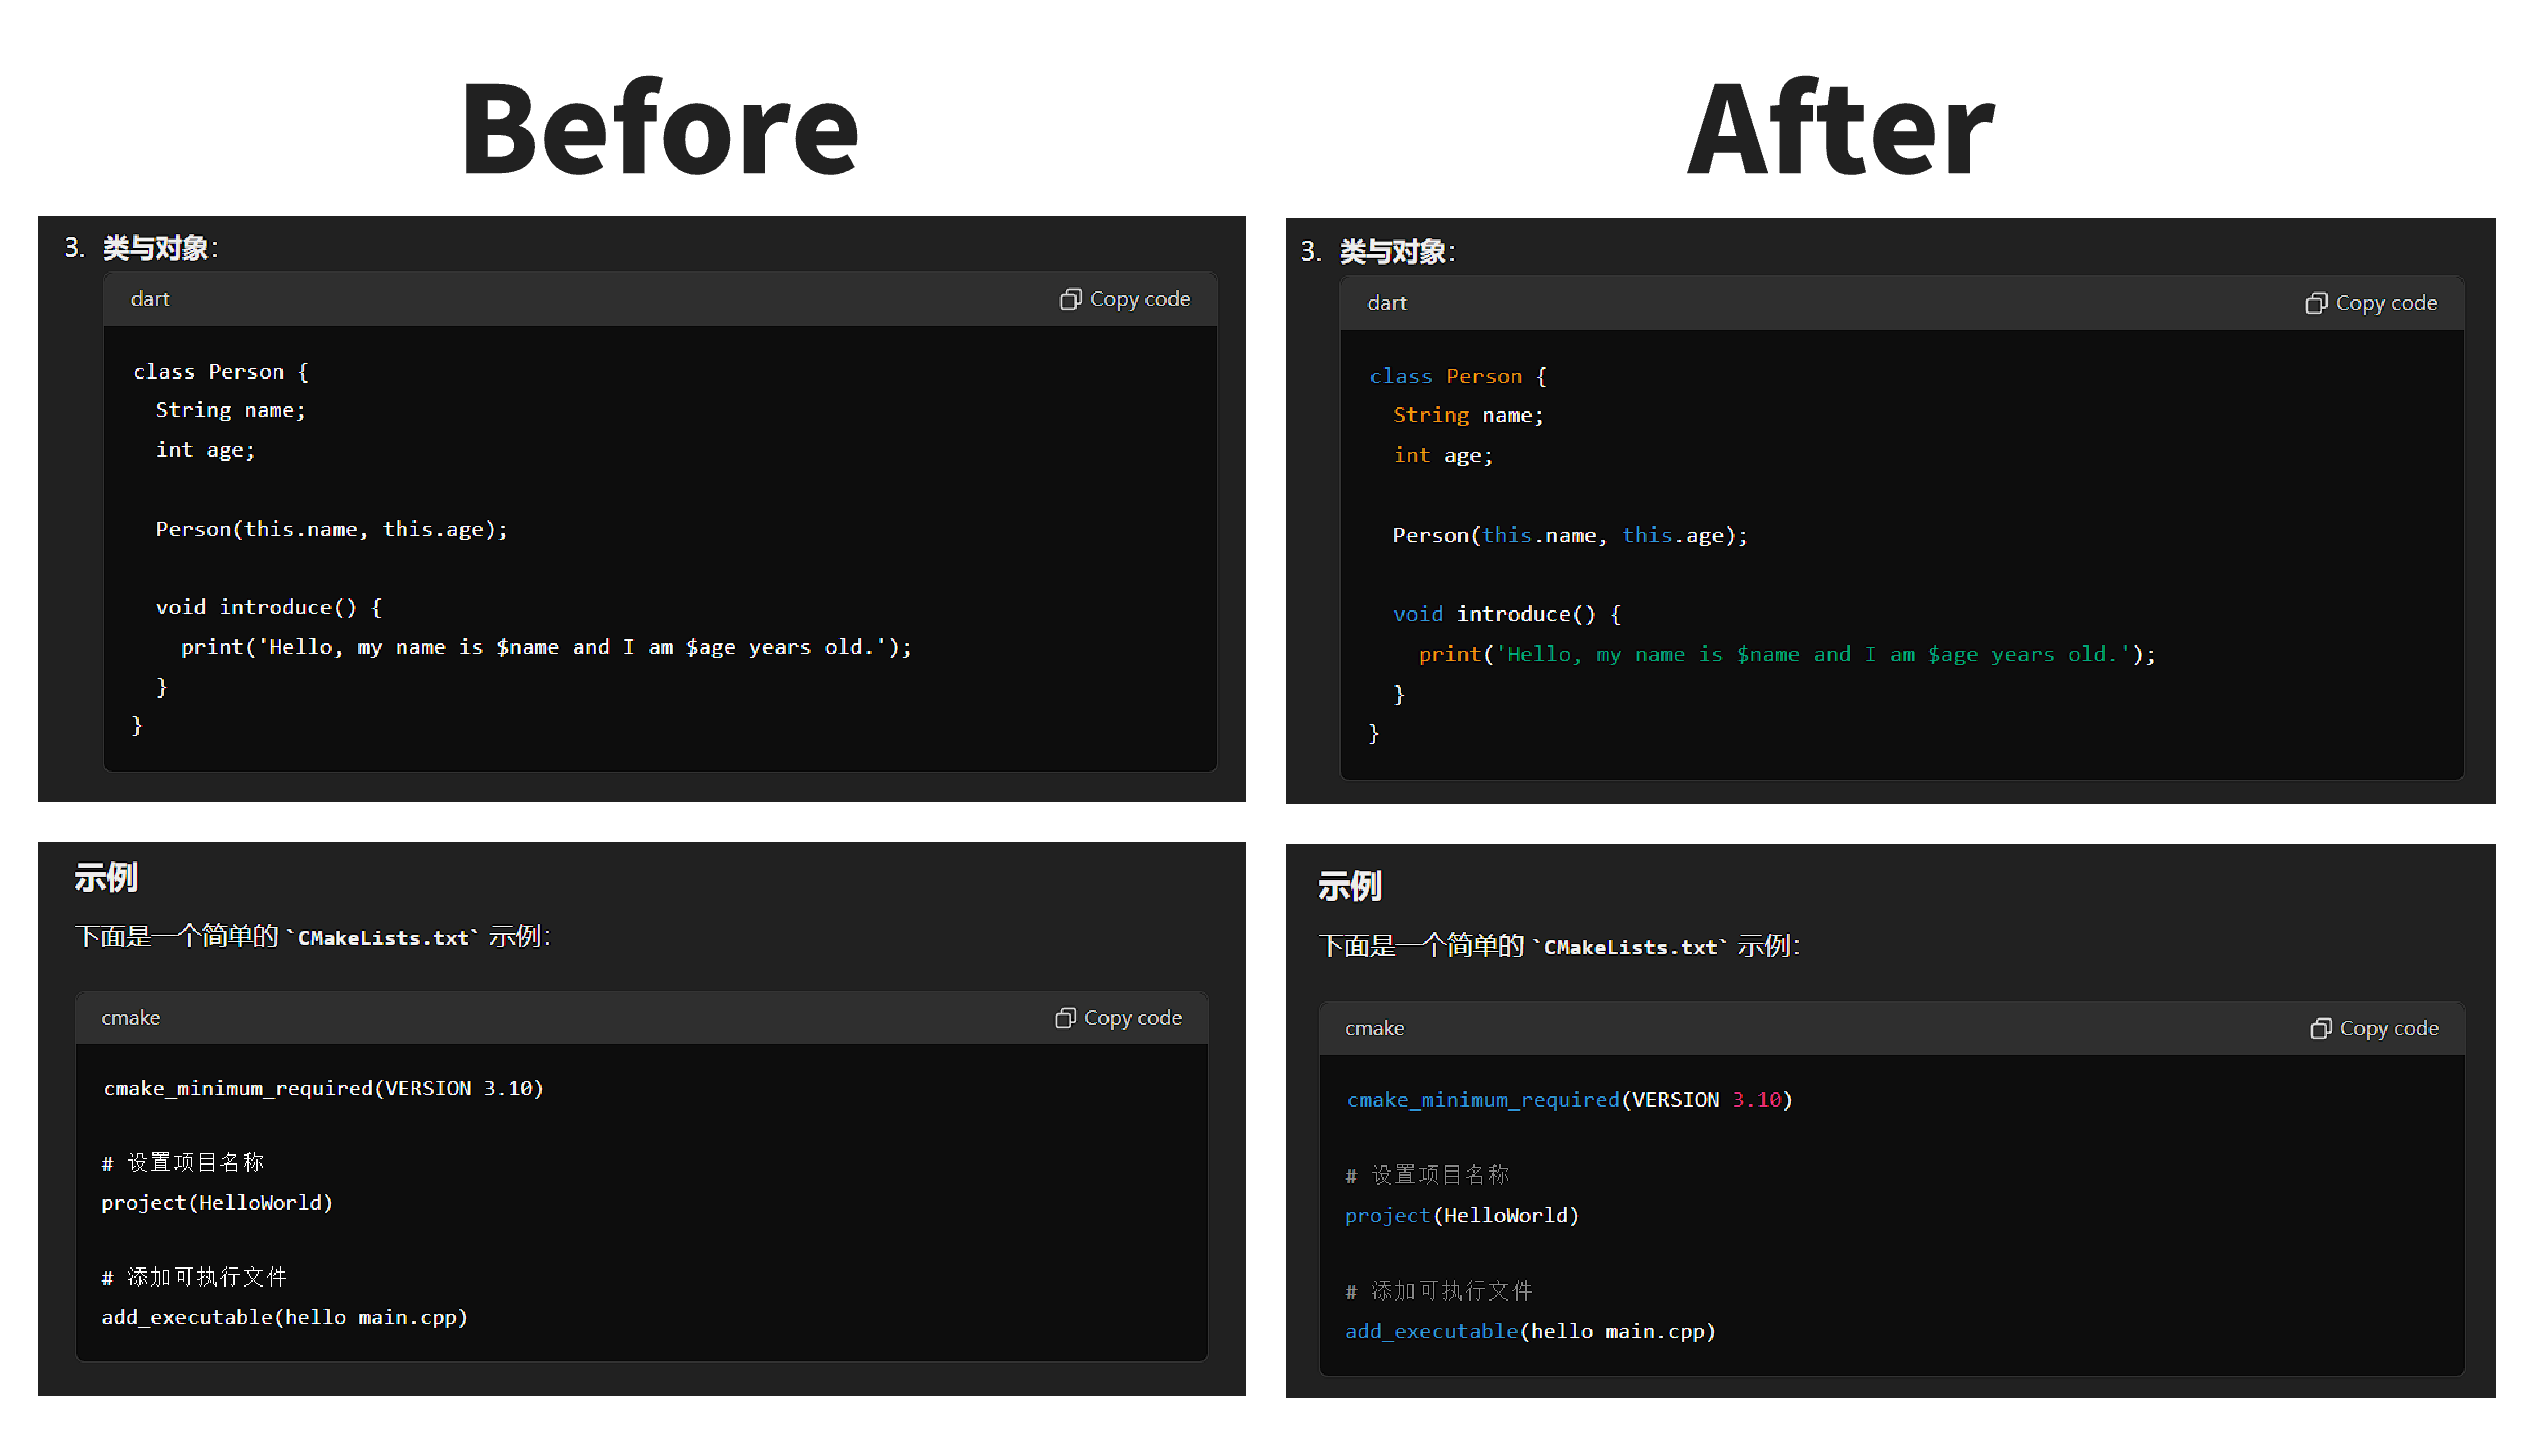 Before
After
3. 类与对象：
dart
Copy code
class Person {
  String name;
  int age;

  Person(this.name, this.age);

  void introduce() {
    print('Hello, my name is $name and I am $age years old.');
  }
}
示例
下面是一个简单的 `CMakeLists.txt` 示例：
cmake
Copy code
cmake_minimum_required(VERSION 3.10)

# 设置项目名称
project(HelloWorld)

# 添加可执行文件
add_executable(hello main.cpp)
3. 类与对象：
dart
Copy code
class Person {
  String name;
  int age;

  Person(this.name, this.age);

  void introduce() {
    print('Hello, my name is $name and I am $age years old.');
  }
}
示例
下面是一个简单的 `CMakeLists.txt` 示例：
cmake
Copy code
cmake_minimum_required(VERSION 3.10)

# 设置项目名称
project(HelloWorld)

# 添加可执行文件
add_executable(hello main.cpp)